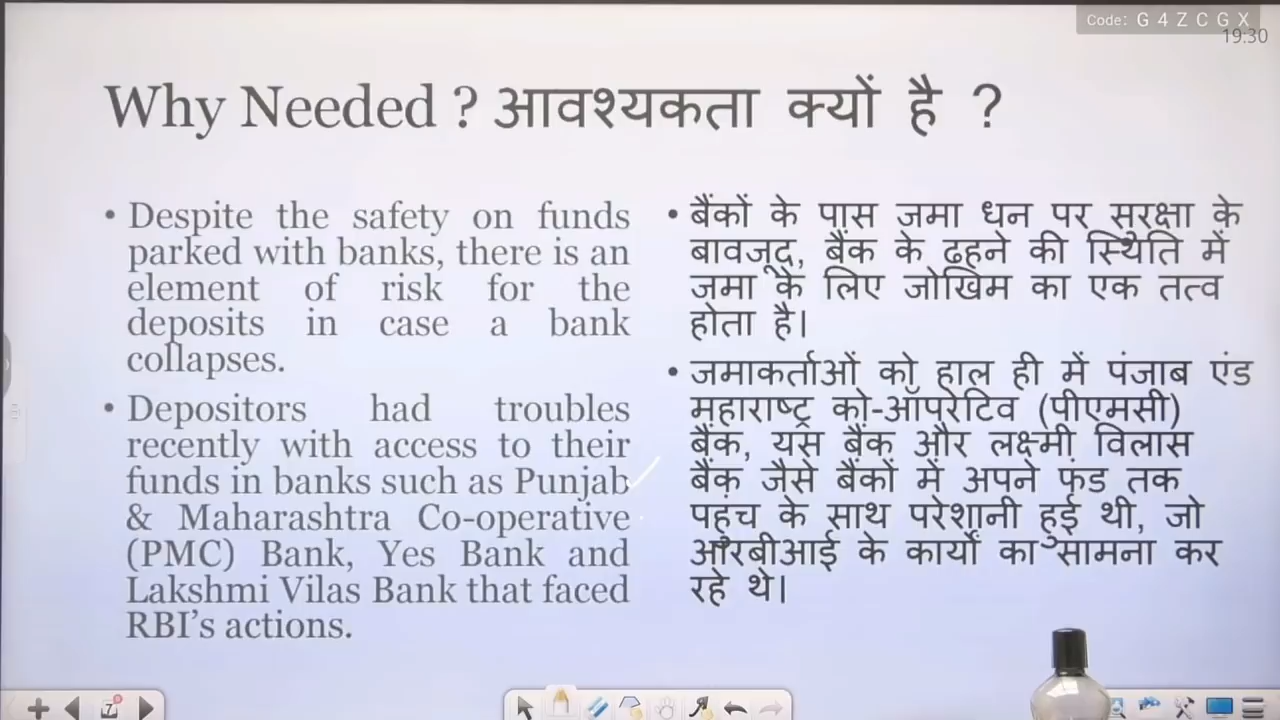 Code: G 4 Z C G X
19:30
Why Needed ? आवश्यकता क्यों है ?
• Despite the safety on funds
parked with banks, there is an
element of risk for the
deposits in case a bank
collapses.
• Depositors had troubles
recently with access to their
funds in banks such as Punjab
& Maharashtra Co-operative
(PMC) Bank, Yes Bank and
Lakshmi Vilas Bank that faced
RBI’s actions.
• बैंकों के पास जमा धन पर सुरक्षा के
बावजूद, बैंक के ढहने की स्थिति में
जमा के लिए जोखिम का एक तत्व
होता है।
• जमाकर्ताओं को हाल ही में पंजाब एंड
महाराष्ट्र को-ऑपरेटिव (पीएमसी)
बैंक, यस बैंक और लक्ष्मी विलास
बैंक जैसे बैंकों में अपने फंड तक
पहुंच के साथ परेशानी हुई थी, जो
आरबीआई के कार्यों का सामना कर
रहे थे।
7